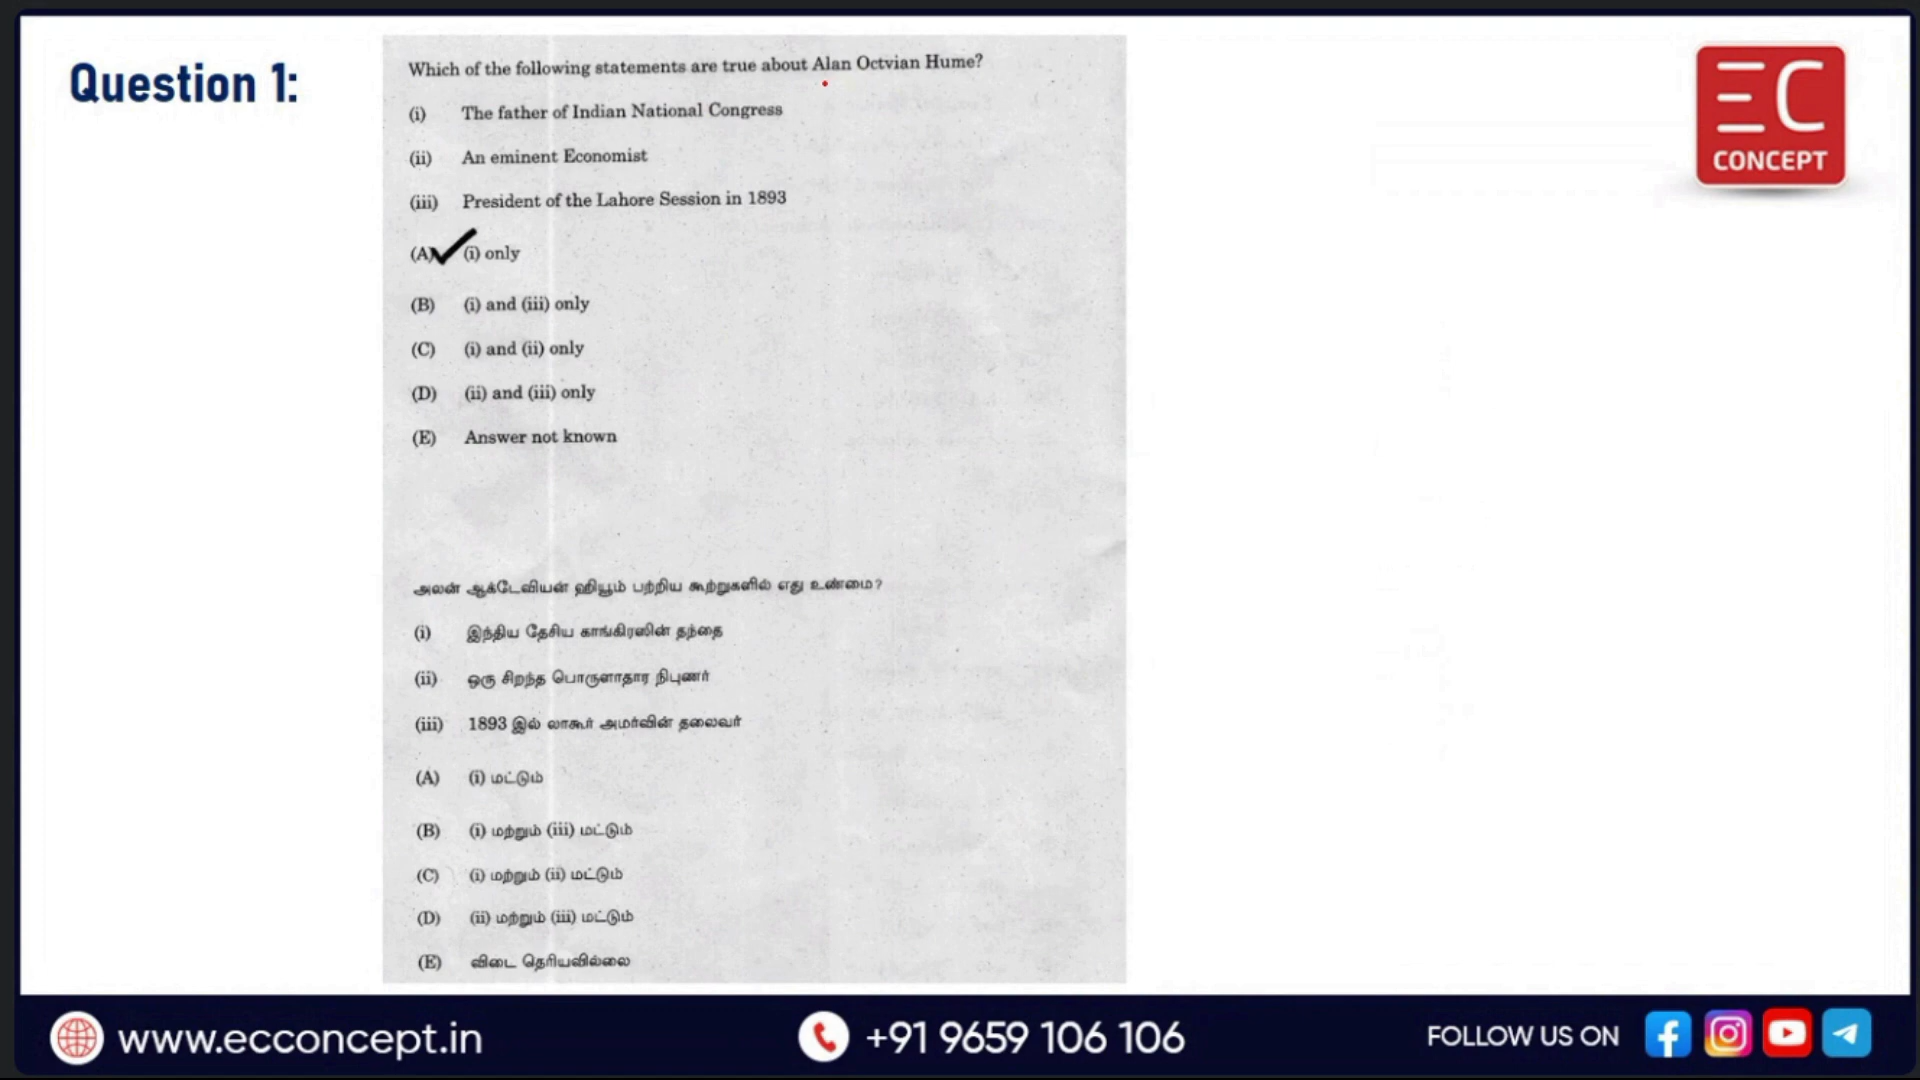 Question 1:
Which of the following statements are true about Alan Octvian Hume?
(i) The father of Indian National Congress
(ii) An eminent Economist
(iii) President of the Lahore Session in 1893
(A) (i) only
(B) (i) and (iii) only
(C) (i) and (ii) only
(D) (ii) and (iii) only
(E) Answer not known
அலன் ஆக்டேவியன் ஹியூம் பற்றிய கூற்றுகளில் எது உண்மை?
(i) இந்திய தேசிய காங்கிரஸின் தந்தை
(ii) ஒரு சிறந்த பொருளாதார நிபுணர்
(iii) 1893 இல் லாகூர் அமர்வின் தலைவர்
(A) (i) மட்டும்
(B) (i) மற்றும் (iii) மட்டும்
(C) (i) மற்றும் (ii) மட்டும்
(D) (ii) மற்றும் (iii) மட்டும்
(E) விடை தெரியவில்லை
EC
CONCEPT
www.ecconcept.in
+91 9659 106 106
FOLLOW US ON